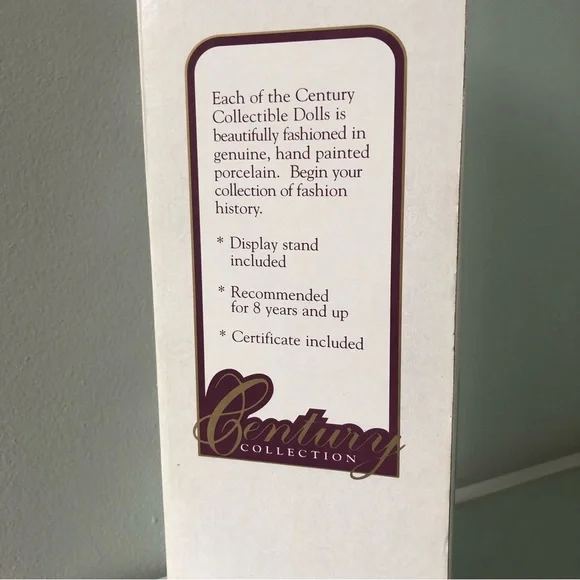 Each of the Century
Collectible Dolls is
beautifully fashioned in
genuine, hand painted
porcelain. Begin your
collection of fashion
history.
* Display stand
included
* Recommended
for 8 years and up
* Certificate included
Century
COLLECTION